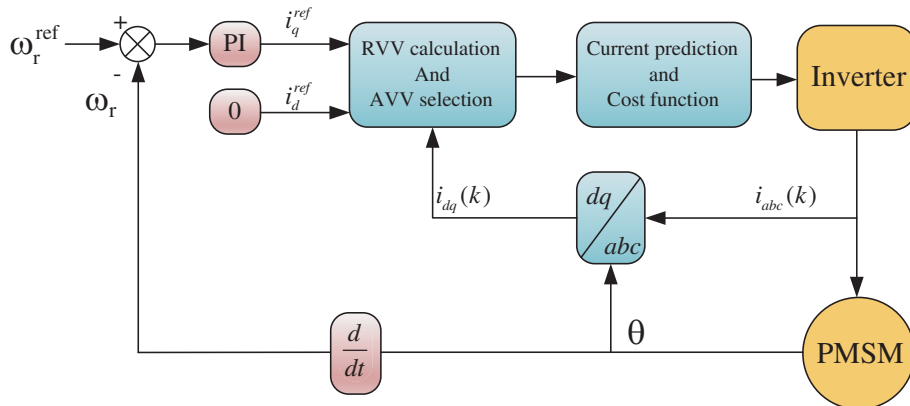 ω_r^ref
+
-
ω_r
PI
i_q^ref
0
i_d^ref
RVV calculation
And
AVV selection
Current prediction
and
Cost function
Inverter
i_dq(k)
dq
abc
i_abc(k)
d
dt
θ
PMSM